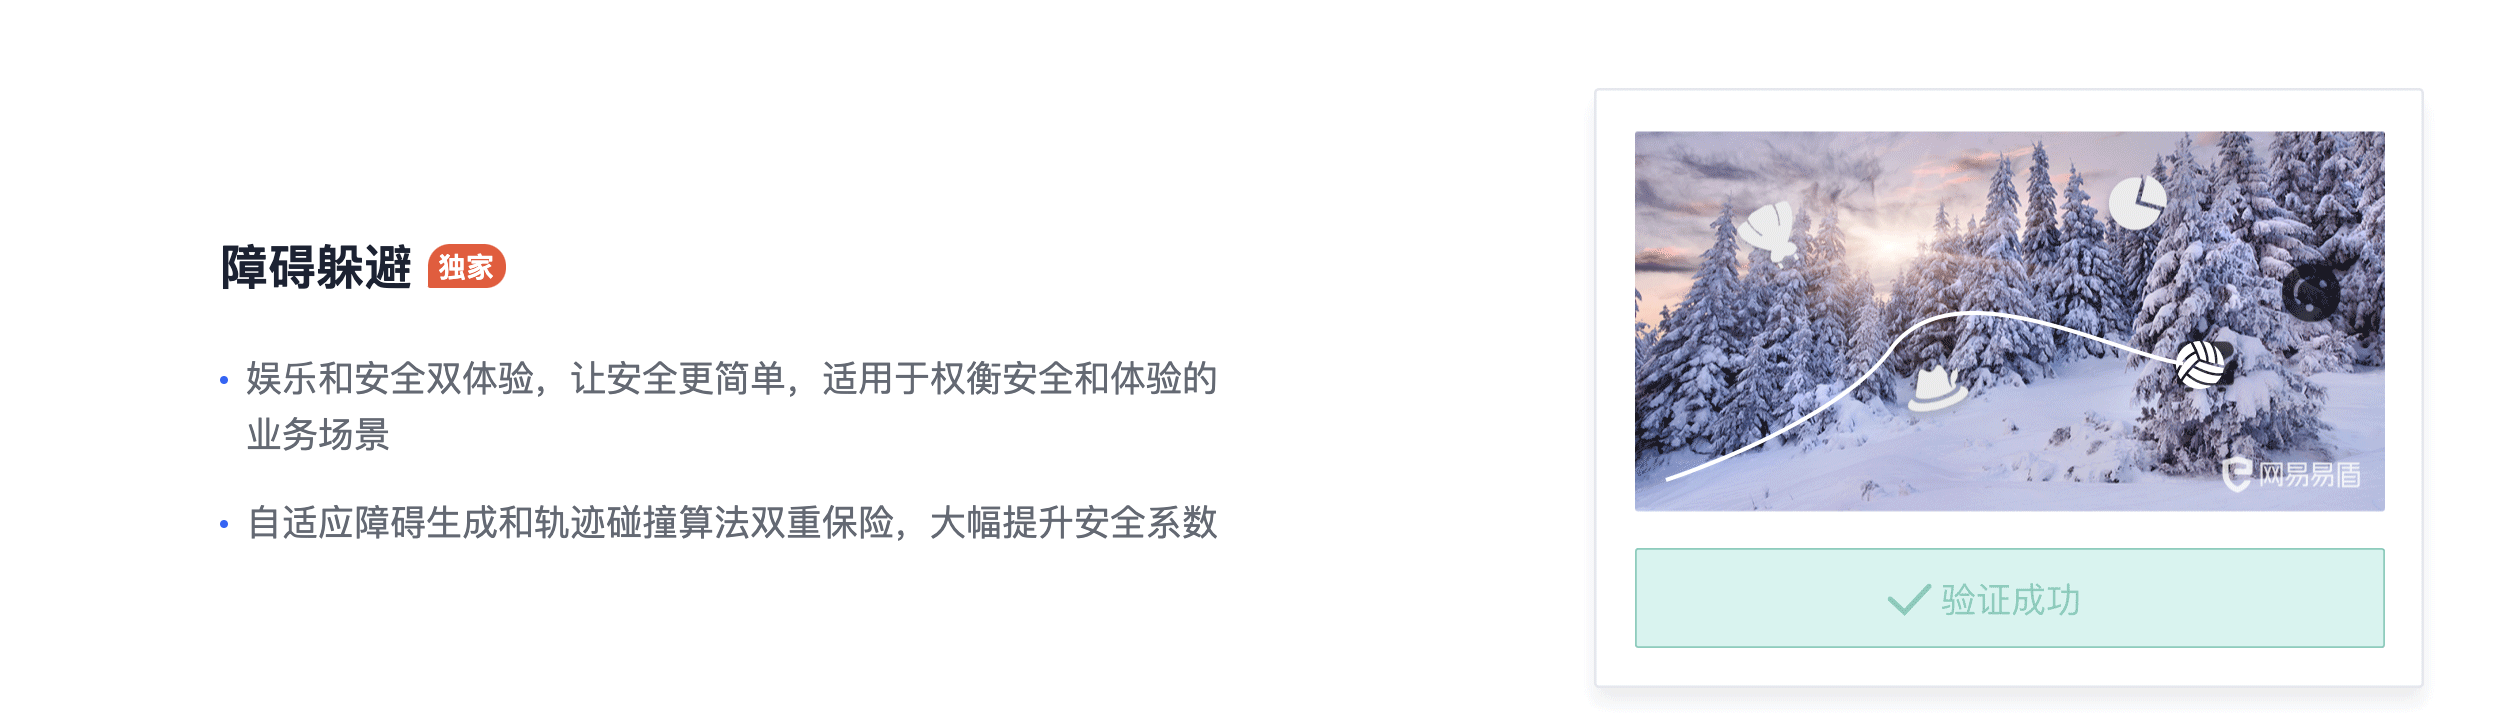 障碍躲避 独家
娱乐和安全双体验，让安全更简单，适用于权衡安全和体验的
业务场景
自适应障碍生成和轨迹碰撞算法双重保险，大幅提升安全系数
网易易盾
验证成功